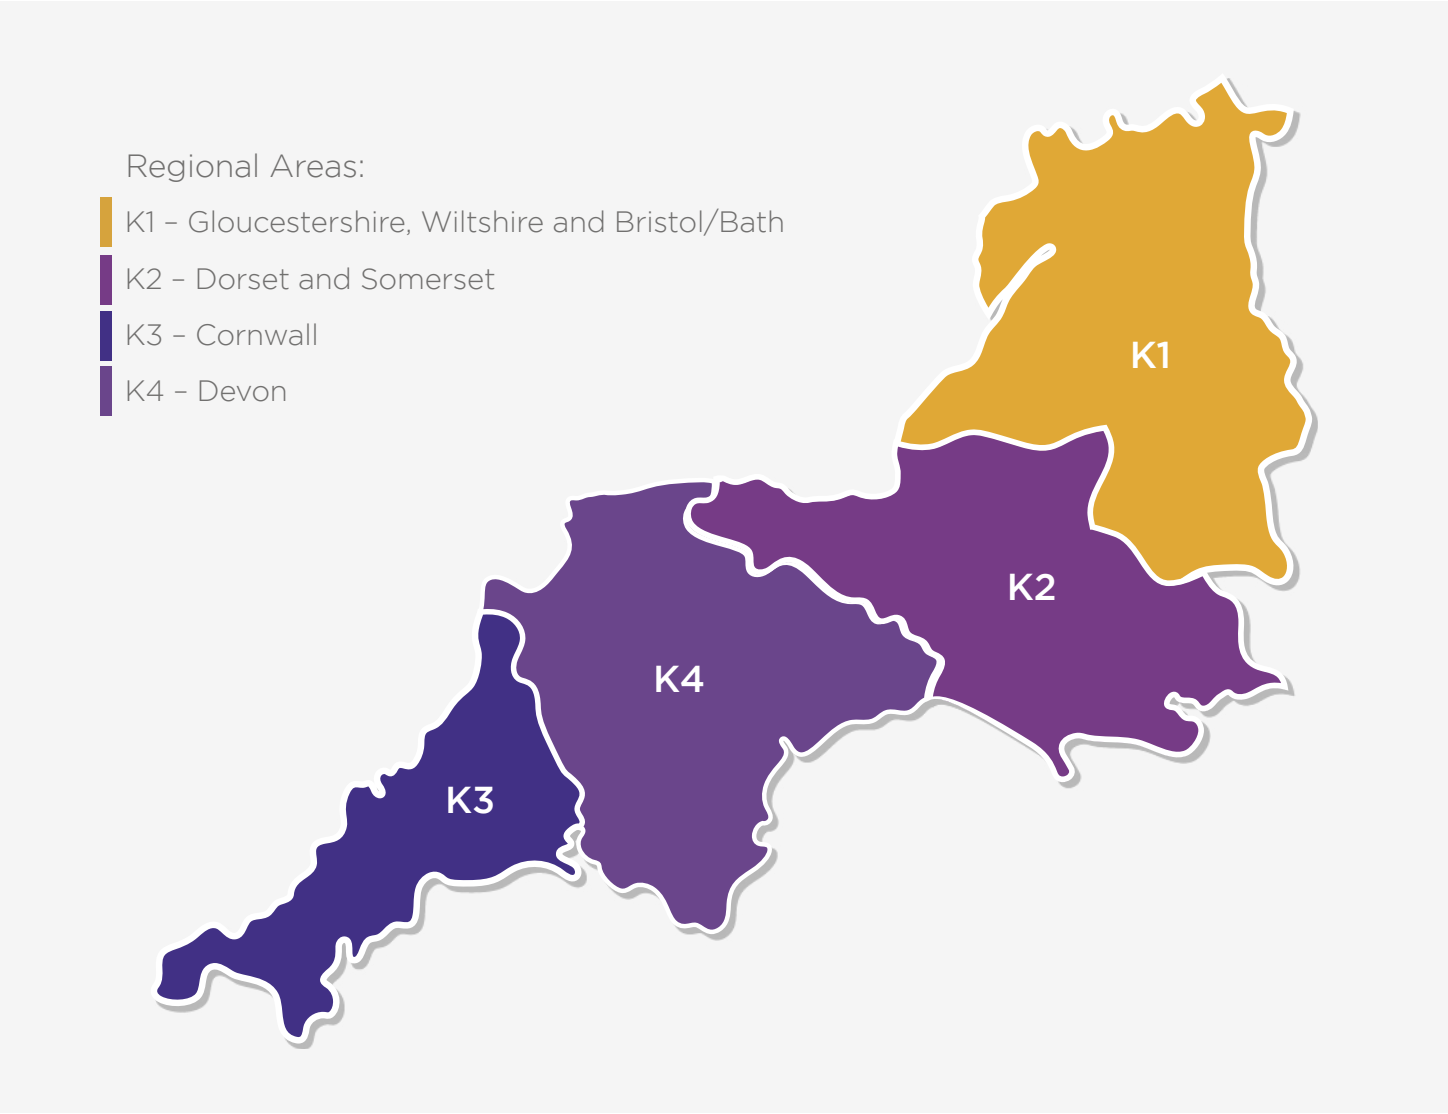 Regional Areas:
K1 – Gloucestershire, Wiltshire and Bristol/Bath
K2 – Dorset and Somerset
K3 – Cornwall
K4 – Devon
K1
K2
K4
K3